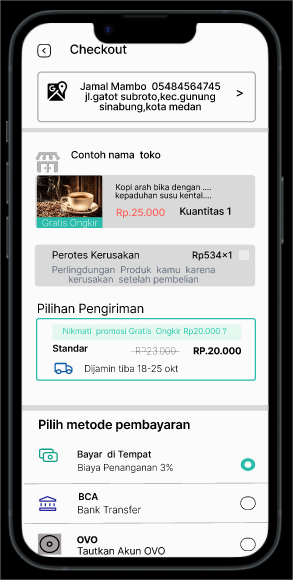 Checkout
Jamal Mambo 05484564745
jl.gatot subroto,kec.gunung
sinabung,kota medan
>
Contoh nama toko
Kopi arah bika dengan ....
kepaduhan susu kental....
Rp.25.000 Kuantitas 1
Gratis Ongkir
Perotes Kerusakan Rp534x1
Perlingdungan Produk kamu karena
kerusakan setelah pembelian
Pilihan Pengiriman
Nikmati promosi Gratis Ongkir Rp20.000 ?
Standar RP23.000 RP.20.000
Dijamin tiba 18-25 okt
Pilih metode pembayaran
Bayar di Tempat
Biaya Penanganan 3%
BCA
Bank Transfer
OVO
Tautkan Akun OVO